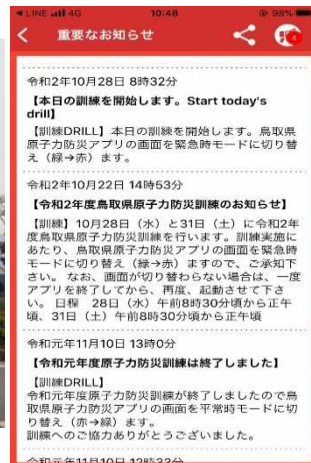 LINE 4G 10:48 98%
重要なお知らせ
令和2年10月28日 8時32分
【本日の訓練を開始します。Start today's
drill】
【訓練DRILL】本日の訓練を開始します。鳥取県
原子力防災アプリの画面を緊急時モードに切り替
え（緑→赤）ます。
令和2年10月22日 14時53分
【令和2年度鳥取県原子力防災訓練のお知らせ】
【訓練】10月28日（水）と31日（土）に令和2年
度鳥取県原子力防災訓練を行います。訓練実施に
あたり、鳥取県原子力防災アプリの画面を緊急時
モードに切り替え（緑→赤）ますので、ご承知下
さい。 なお、画面が切り替わらない場合は、一度
アプリを終了してから、再度、起動させて下さ
い。 日程　28日（水）午前8時30分頃から正午
頃、31日（土）午前8時30分頃から正午頃
令和元年11月10日 13時0分
【令和元年度原子力防災訓練は終了しました】
【訓練DRILL】
令和元年度原子力防災訓練が終了しましたので鳥
取県原子力防災アプリの画面を平常時モードに切
り替え（赤→緑）ます。
訓練へのご協力ありがとうございました。
令和元年11月10日 12時33分